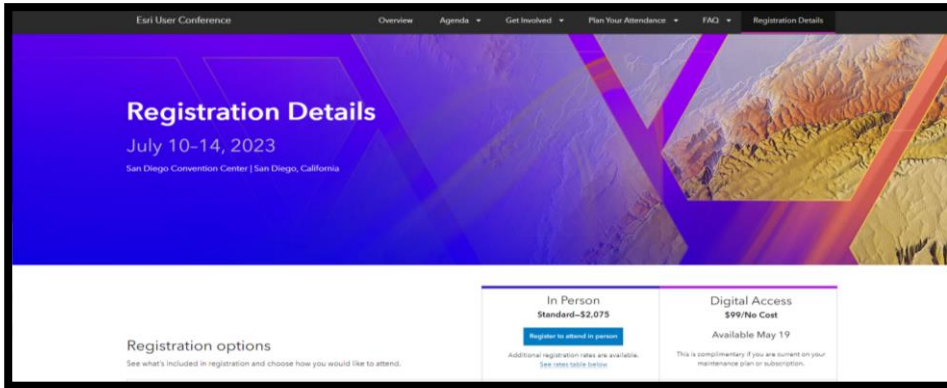 Esri User Conference
Overview
Agenda
Get Involved
Plan Your Attendance
FAQ
Registration Details
Registration Details
July 10–14, 2023
San Diego Convention Center | San Diego, California
Registration options
See what's included in registration and choose how you would like to attend.
In Person
Standard–$2,075
Register to attend in person
Additional registration rates are available.
See rates table below
Digital Access
$99/No Cost
Available May 19
This is complimentary if you are current on your
maintenance plan or subscription.